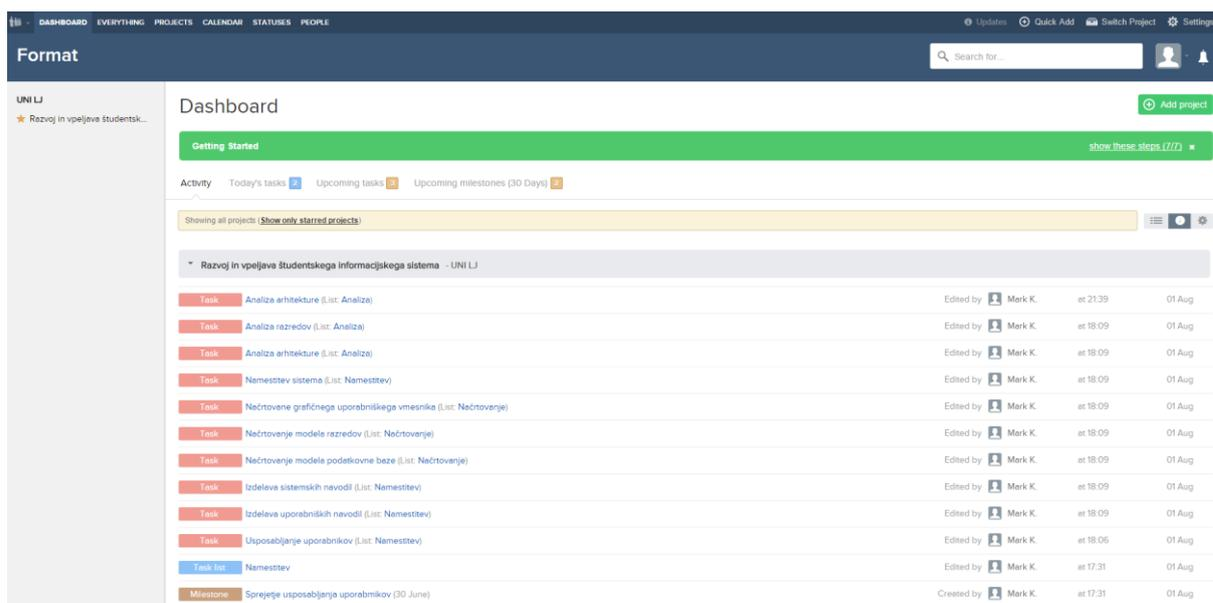 DASHBOARD EVERYTHING PROJECTS CALENDAR STATUSES PEOPLE Updates Quick Add Switch Project Settings
Format Search for...
UNI LJ
Razvoj in vpeljava študentsk...
Dashboard Add project
Getting Started show these steps (7/7) ×
Activity Today's tasks 2 Upcoming tasks 3 Upcoming milestones (30 Days) 2
Showing all projects (Show only starred projects)
Razvoj in vpeljava študentskega informacijskega sistema - UNI LJ
Task Analiza arhitekture (List: Analiza) Edited by Mark K. at 21:39 01 Aug
Task Analiza razredov (List: Analiza) Edited by Mark K. at 18:09 01 Aug
Task Analiza arhitekture (List: Analiza) Edited by Mark K. at 18:09 01 Aug
Task Namestitev sistema (List: Namestitev) Edited by Mark K. at 18:09 01 Aug
Task Načrtovane grafičnega uporabniškega vmesnika (List: Načrtovanje) Edited by Mark K. at 18:09 01 Aug
Task Načrtovanje modela razredov (List: Načrtovanje) Edited by Mark K. at 18:09 01 Aug
Task Načrtovanje modela podatkovne baze (List: Načrtovanje) Edited by Mark K. at 18:09 01 Aug
Task Izdelava sistemskih navodil (List: Namestitev) Edited by Mark K. at 18:09 01 Aug
Task Izdelava uporabniških navodil (List: Namestitev) Edited by Mark K. at 18:09 01 Aug
Task Usposabljanje uporabnikov (List: Namestitev) Edited by Mark K. at 18:06 01 Aug
Task list Namestitev Edited by Mark K. at 17:31 01 Aug
Milestone Sprejetje usposabljanja uporabmikov (30 June) Created by Mark K. at 17:31 01 Aug